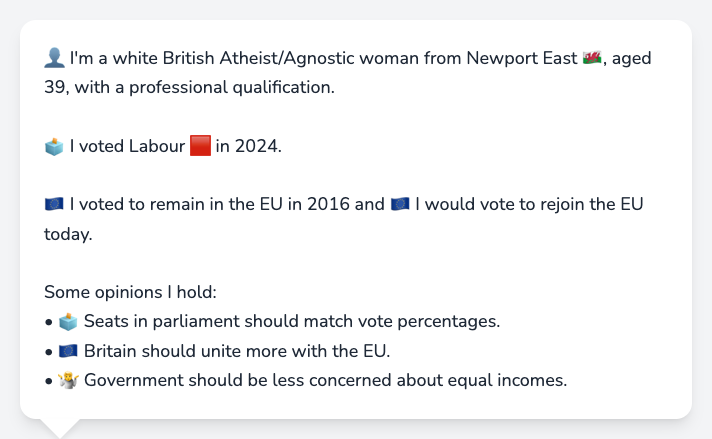 👤 I'm a white British Atheist/Agnostic woman from Newport East 🏴󠁧󠁢󠁷󠁬󠁳󠁿, aged
39, with a professional qualification.
🗳️ I voted Labour 🟥 in 2024.
🇪🇺 I voted to remain in the EU in 2016 and 🇪🇺 I would vote to rejoin the EU
today.
Some opinions I hold:
• 🗳️ Seats in parliament should match vote percentages.
• 🇪🇺 Britain should unite more with the EU.
• 🤷 Government should be less concerned about equal incomes.